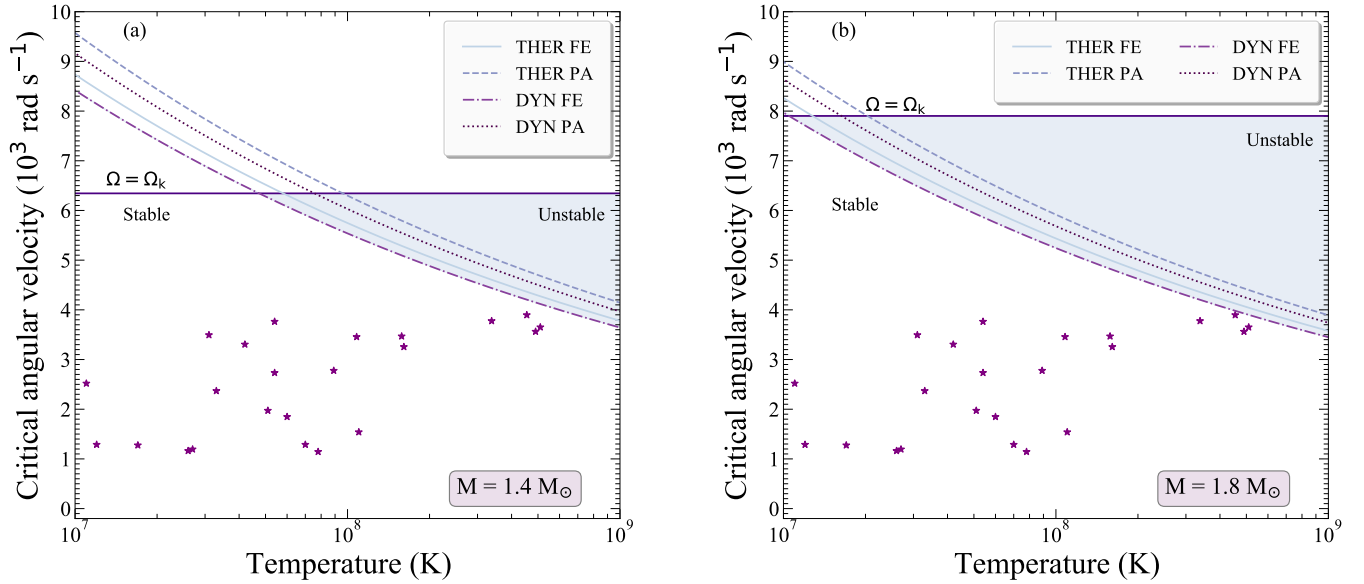 (a)
THER FE
THER PA
DYN FE
DYN PA
Ω = Ωₖ
Stable
Unstable
M = 1.4 M⊙
10
9
8
7
6
5
4
3
2
1
0
10⁷
10⁸
10⁹
Critical angular velocity (10³ rad s⁻¹)
Temperature (K)
(b)
THER FE
DYN FE
THER PA
DYN PA
Ω = Ωₖ
Unstable
Stable
M = 1.8 M⊙
10
9
8
7
6
5
4
3
2
1
0
10⁷
10⁸
10⁹
Critical angular velocity (10³ rad s⁻¹)
Temperature (K)